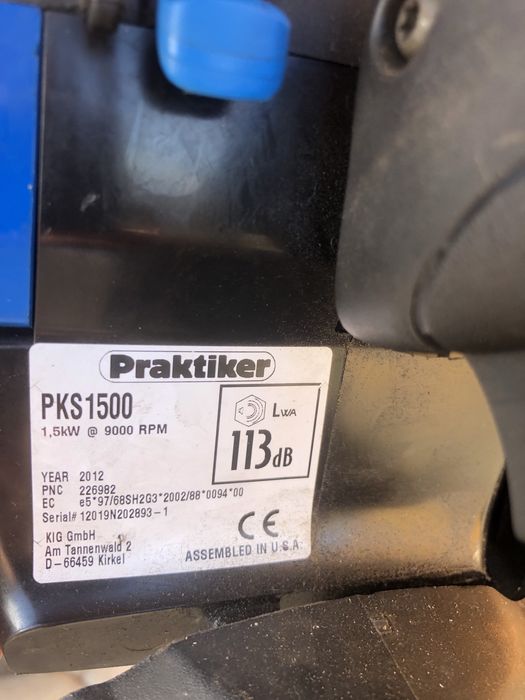 Praktiker
PKS1500
1,5kW @ 9000 RPM
LWA
113dB
YEAR 2012
PNC 226982
EC e5*97/68SH2G3*2002/88*0094*00
Serial# 12019N202893-1
KIG GmbH
Am Tannenwald 2
D-66459 Kirkel
CE
ASSEMBLED IN U.S.A